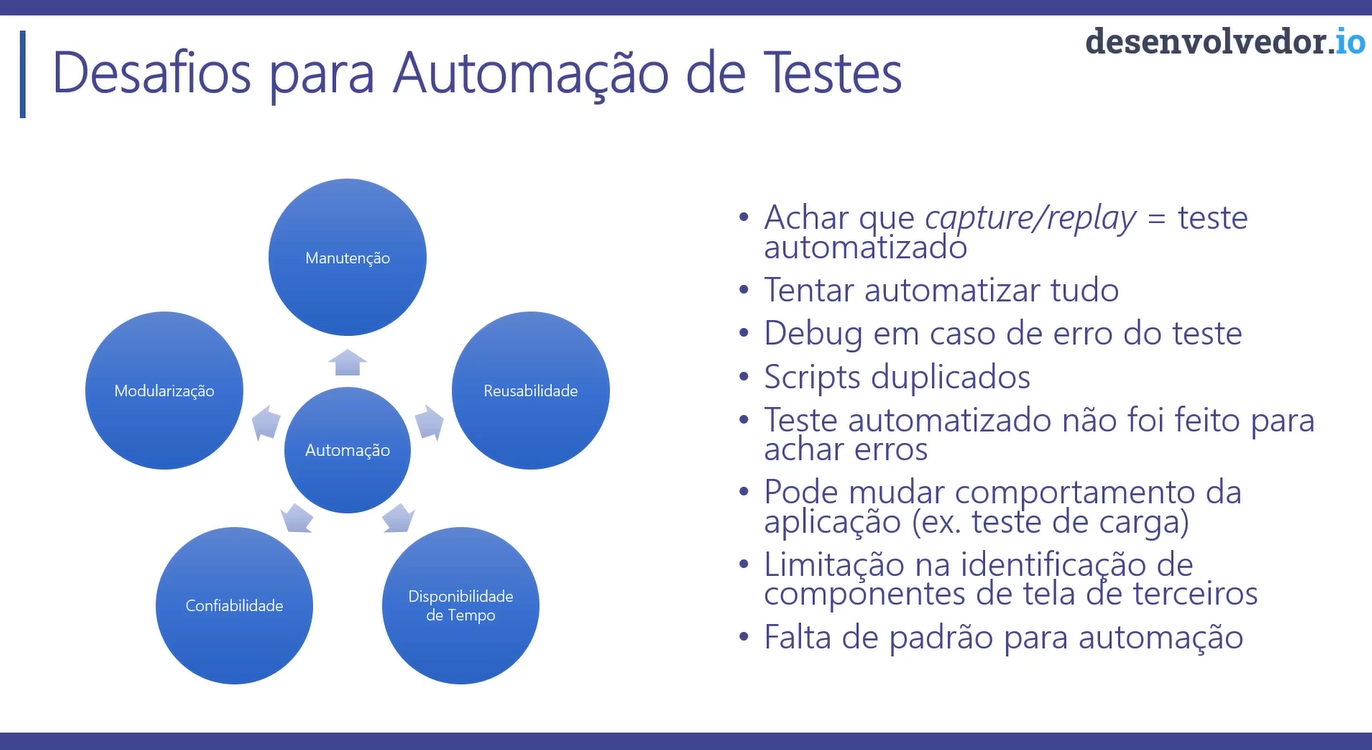 desenvolvedor.io
Desafios para Automação de Testes
Manutenção
Modularização
Reusabilidade
Automação
Confiabilidade
Disponibilidade
de Tempo
• Achar que capture/replay = teste
automatizado
• Tentar automatizar tudo
• Debug em caso de erro do teste
• Scripts duplicados
• Teste automatizado não foi feito para
achar erros
• Pode mudar comportamento da
aplicação (ex. teste de carga)
• Limitação na identificação de
componentes de tela de terceiros
• Falta de padrão para automação